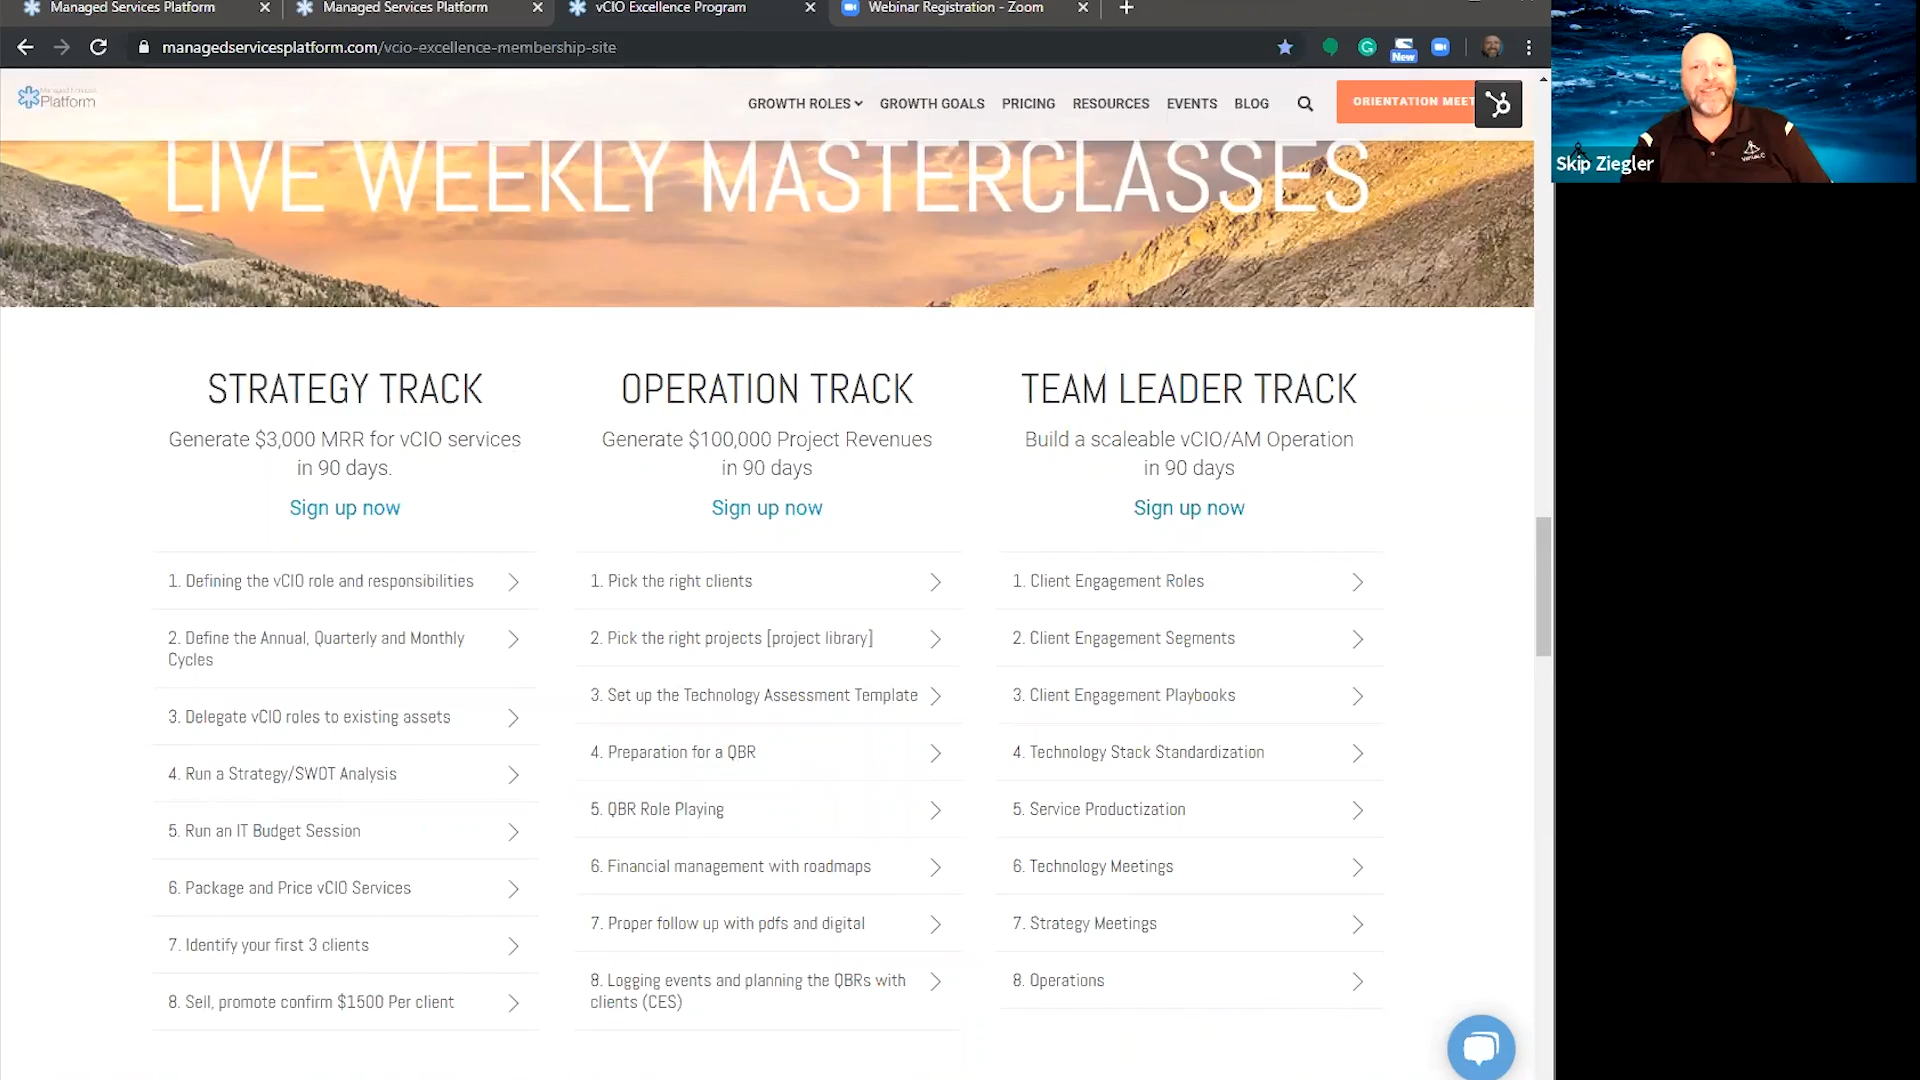 Managed Services Platform
Managed Services Platform
vCIO Excellence Program
Webinar Registration - Zoom
managedservicesplatform.com/vcio-excellence-membership-site
New
Platform
GROWTH ROLES
GROWTH GOALS
PRICING
RESOURCES
EVENTS
BLOG
ORIENTATION MEET
Skip Ziegler
LIVE WEEKLY MASTERCLASSES
STRATEGY TRACK
Generate $3,000 MRR for vCIO services
in 90 days.
Sign up now
1. Defining the vCIO role and responsibilities
2. Define the Annual, Quarterly and Monthly
Cycles
3. Delegate vCIO roles to existing assets
4. Run a Strategy/SWOT Analysis
5. Run an IT Budget Session
6. Package and Price vCIO Services
7. Identify your first 3 clients
8. Sell, promote confirm $1500 Per client
OPERATION TRACK
Generate $100,000 Project Revenues
in 90 days
Sign up now
1. Pick the right clients
2. Pick the right projects [project library]
3. Set up the Technology Assessment Template
4. Preparation for a QBR
5. QBR Role Playing
6. Financial management with roadmaps
7. Proper follow up with pdfs and digital
8. Logging events and planning the QBRs with
clients (CES)
TEAM LEADER TRACK
Build a scaleable vCIO/AM Operation
in 90 days
Sign up now
1. Client Engagement Roles
2. Client Engagement Segments
3. Client Engagement Playbooks
4. Technology Stack Standardization
5. Service Productization
6. Technology Meetings
7. Strategy Meetings
8. Operations